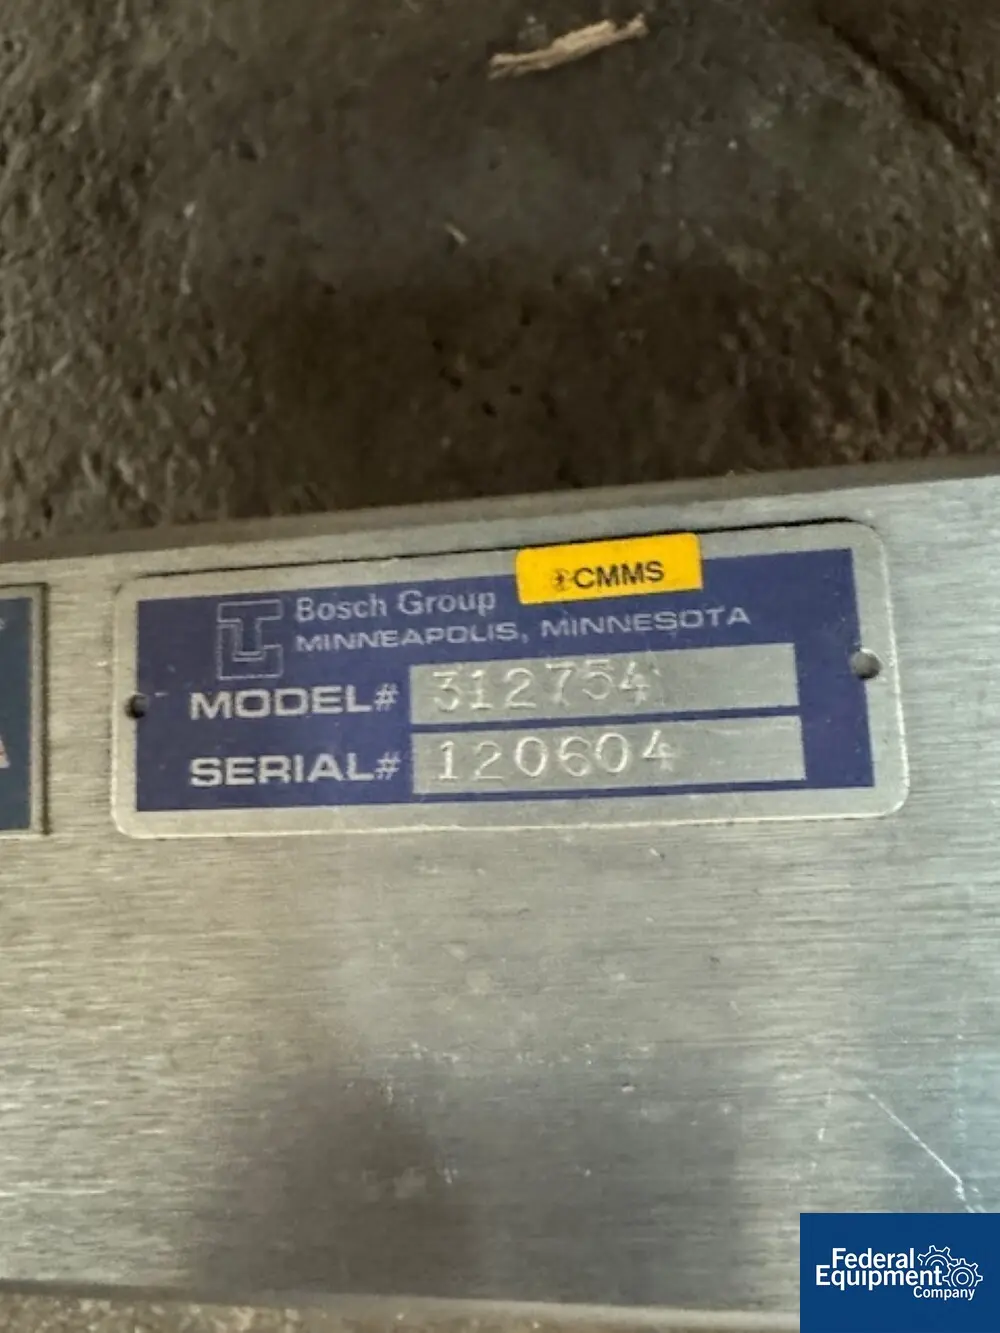 CMMS
Bosch Group
MINNEAPOLIS, MINNESOTA
MODEL# 312754
SERIAL# 120604
Federal
Equipment
Company